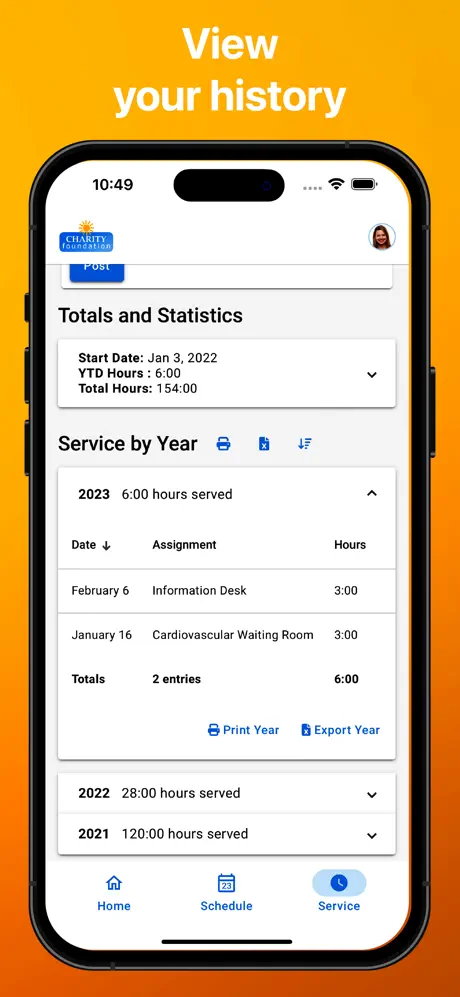 View
your history
10:49
CHARITY
foundation
Post
Totals and Statistics
Start Date: Jan 3, 2022
YTD Hours : 6:00
Total Hours: 154:00
Service by Year
2023 6:00 hours served
Date Assignment Hours
February 6 Information Desk 3:00
January 16 Cardiovascular Waiting Room 3:00
Totals 2 entries 6:00
Print Year Export Year
2022 28:00 hours served
2021 120:00 hours served
23
Home Schedule Service